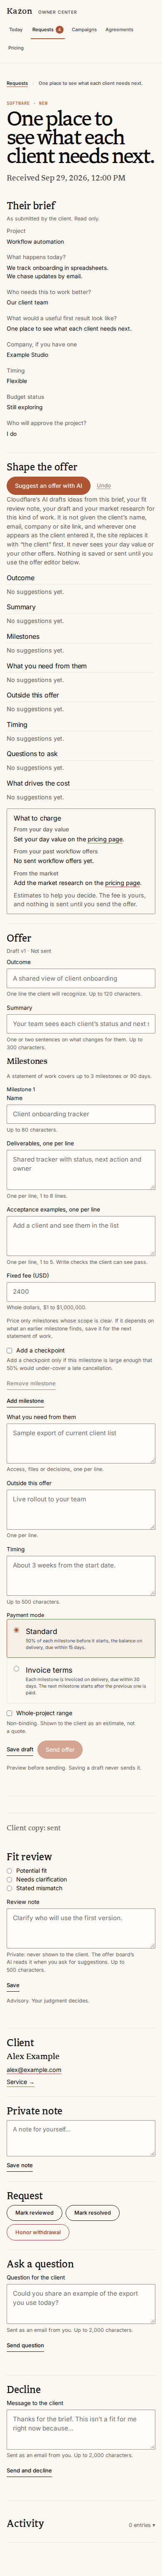 Kazon OWNER CENTER
Today Requests 4 Campaigns Agreements
Pricing
Requests One place to see what each client needs next.
SOFTWARE · NEW
One place to
see what each
client needs next.
Received Sep 29, 2026, 12:00 PM
Their brief
As submitted by the client. Read only.
Project
Workflow automation
What happens today?
We track onboarding in spreadsheets.
We chase updates by email.
Who needs this to work better?
Our client team
What would a useful first result look like?
One place to see what each client needs next.
Company, if you have one
Example Studio
Timing
Flexible
Budget status
Still exploring
Who will approve the project?
I do
Shape the offer
Suggest an offer with AI Undo
Cloudflare's AI drafts ideas from this brief, your fit
review note, your draft and your market research for
this kind of work. It is not given the client's name,
email, company or site link, and wherever one
appears as the client entered it, the site replaces it
with "the client" first. It never sees your day value or
your other offers. Nothing is saved or sent until you
use the offer editor below.
Outcome
No suggestions yet.
Summary
No suggestions yet.
Milestones
No suggestions yet.
What you need from them
No suggestions yet.
Outside this offer
No suggestions yet.
Timing
No suggestions yet.
Questions to ask
No suggestions yet.
What drives the cost
No suggestions yet.
What to charge
From your day value
Set your day value on the pricing page.
From your past workflow offers
No sent workflow offers yet.
From the market
Add the market research on the pricing page.
Estimates to help you decide. The fee is yours,
and nothing is sent until you send the offer.
Offer
Draft v1 · Not sent
Outcome
A shared view of client onboarding
One line the client will recognize. Up to 120 characters.
Summary
Your team sees each client's status and next s
One or two sentences on what changes for them. Up to
300 characters.
Milestones
A statement of work covers up to 3 milestones or 90 days.
Milestone 1
Name
Client onboarding tracker
Up to 80 characters.
Deliverables, one per line
Shared tracker with status, next action and
owner
One per line, 1 to 8 lines.
Acceptance examples, one per line
Add a client and see them in the list
One per line, 1 to 5. Write checks the client can see pass.
Fixed fee (USD)
2400
Whole dollars, $1 to $1,000,000.
Price only milestones whose scope is clear. If it depends on
what an earlier milestone finds, save it for the next
statement of work.
Add a checkpoint
Add a checkpoint only if this milestone is large enough that
50% would under-cover a late cancellation.
Remove milestone
Add milestone
What you need from them
Sample export of current client list
Access, files or decisions, one per line.
Outside this offer
Live rollout to your team
One per line.
Timing
About 3 weeks from the start date.
Up to 500 characters.
Payment mode
Standard
50% of each milestone before it starts, the balance on
delivery, due within 15 days.
Invoice terms
Each milestone is invoiced on delivery, due within 30
days. The next milestone starts after the previous one is
paid.
Whole-project range
Non-binding. Shown to the client as an estimate, not
a quote.
Save draft Send offer
Preview before sending. Saving a draft never sends it.
Client copy: sent
Fit review
Potential fit
Needs clarification
Stated mismatch
Review note
Clarify who will use the first version.
Private: never shown to the client. The offer board's
AI reads it when you ask for suggestions. Up to
500 characters.
Save
Advisory. Your judgment decides.
Client
Alex Example
alex@example.com
Service →
Private note
A note for yourself...
Save note
Request
Mark reviewed Mark resolved
Honor withdrawal
Ask a question
Question for the client
Could you share an example of the export
you use today?
Sent as an email from you. Up to 2,000 characters.
Send question
Decline
Message to the client
Thanks for the brief. This isn't a fit for me
right now because...
Sent as an email from you. Up to 2,000 characters.
Send and decline
Activity 0 entries